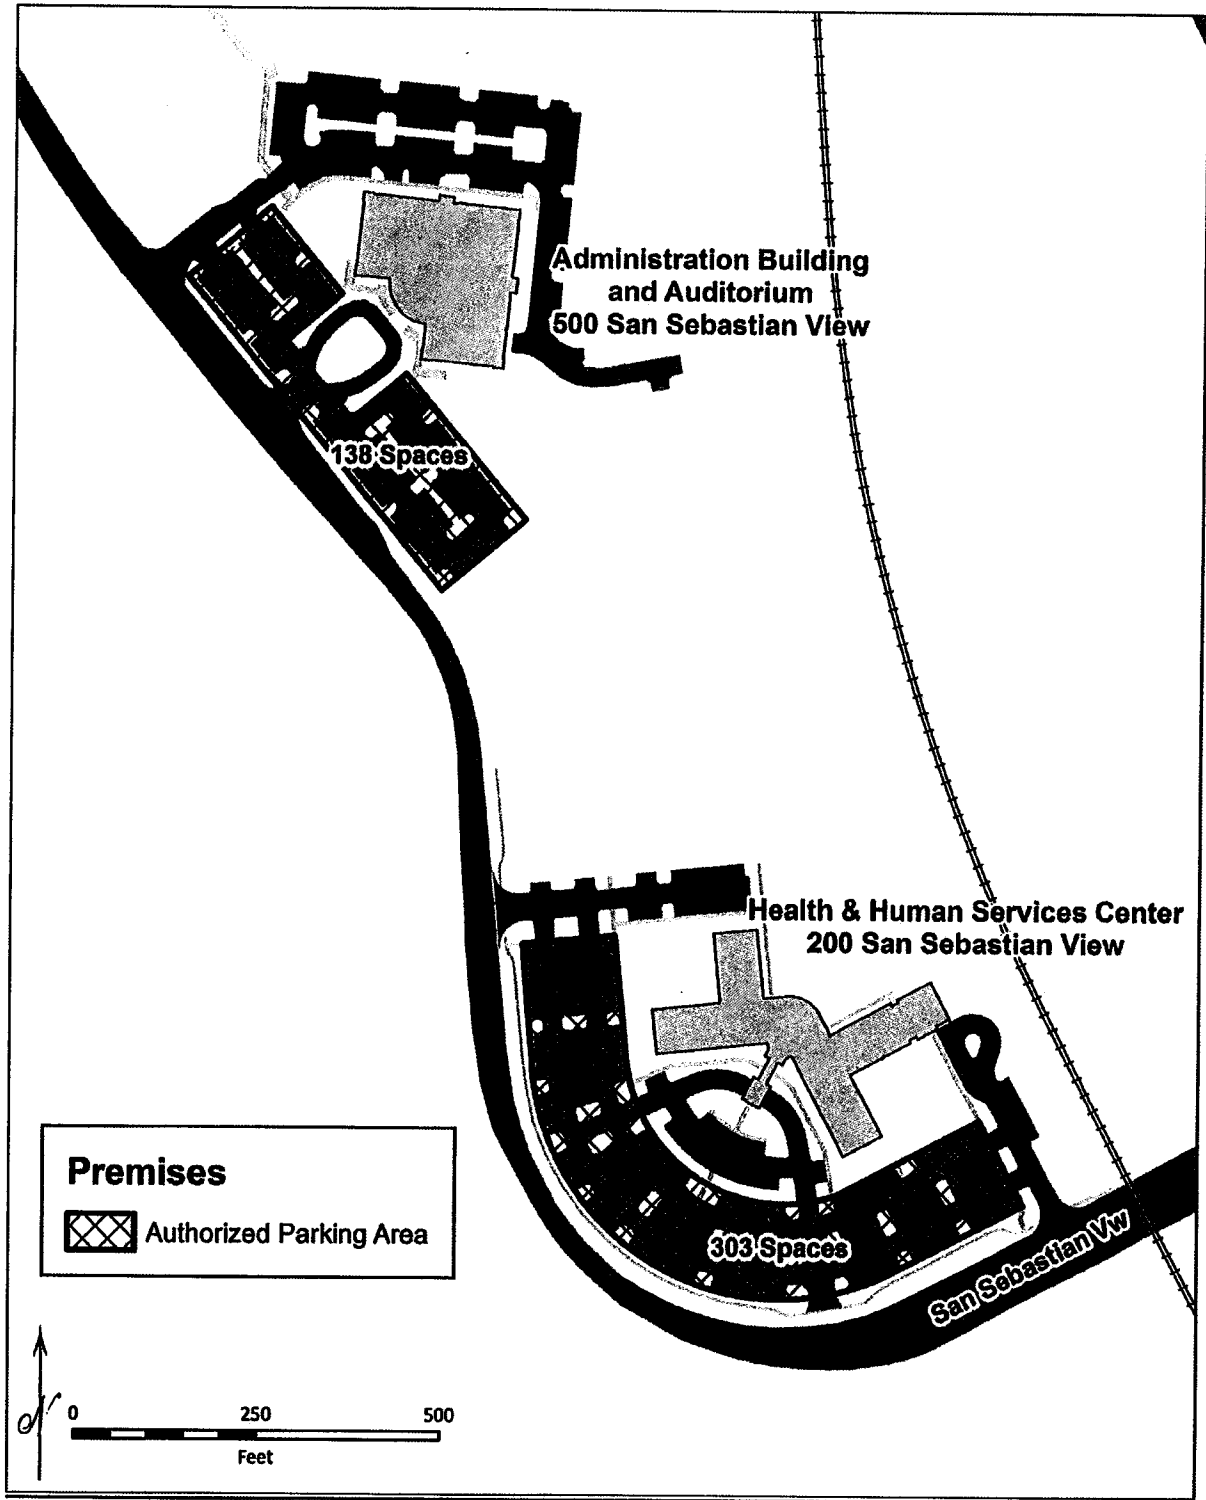 Administration Building
and Auditorium
500 San Sebastian View
138 Spaces
Health & Human Services Center
200 San Sebastian View
303 Spaces
San Sebastian Vw
Premises
Authorized Parking Area
N
0 250 500
Feet